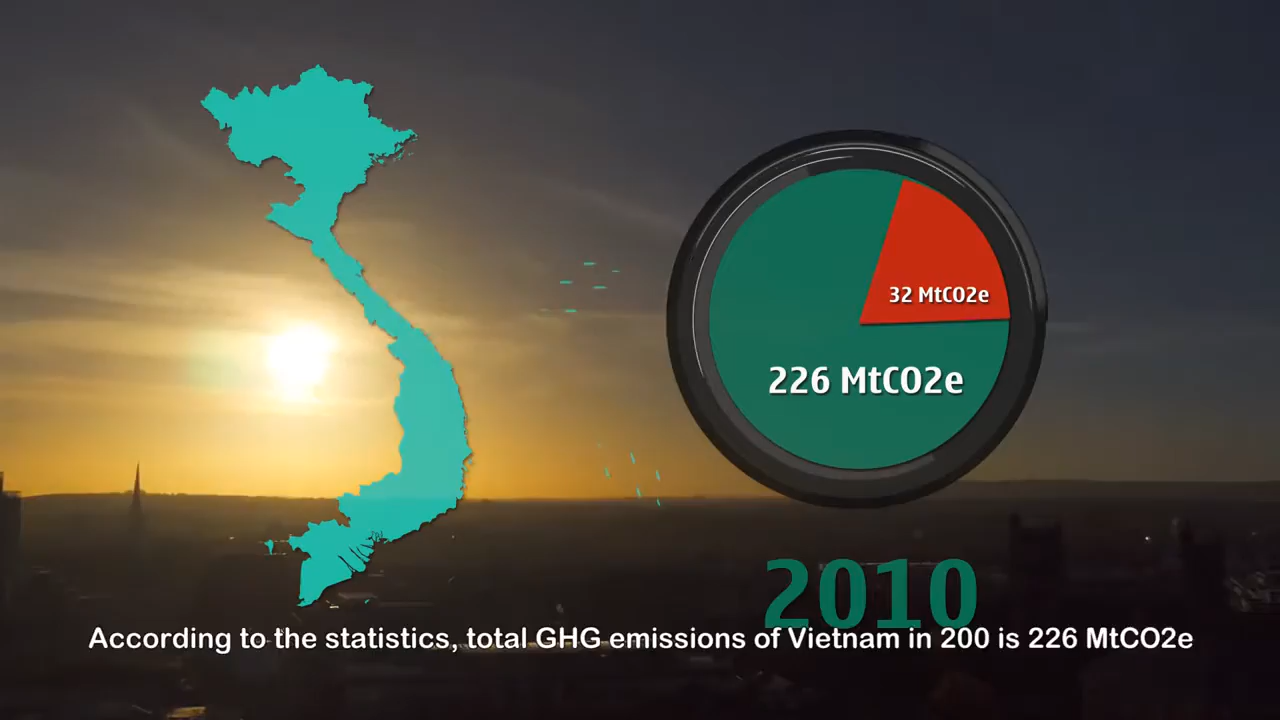 32 MtCO2e
226 MtCO2e
2010
According to the statistics, total GHG emissions of Vietnam in 200 is 226 MtCO2e